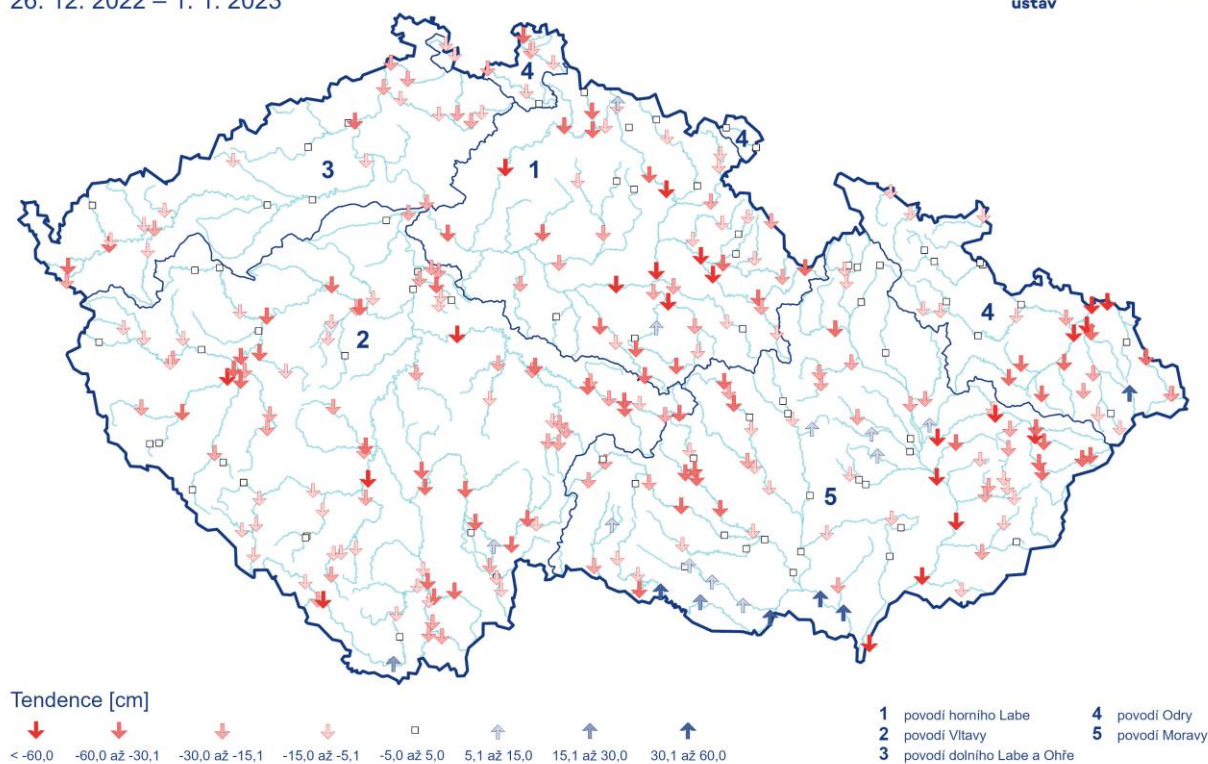 26. 12. 2022 – 1. 1. 2023
ústav
4
4
3
1
2
4
5
Tendence [cm]
< -60,0 -60,0 až -30,1 -30,0 až -15,1 -15,0 až -5,1 -5,0 až 5,0 5,1 až 15,0 15,1 až 30,0 30,1 až 60,0
1 povodí horního Labe
2 povodí Vltavy
3 povodí dolního Labe a Ohře
4 povodí Odry
5 povodí Moravy